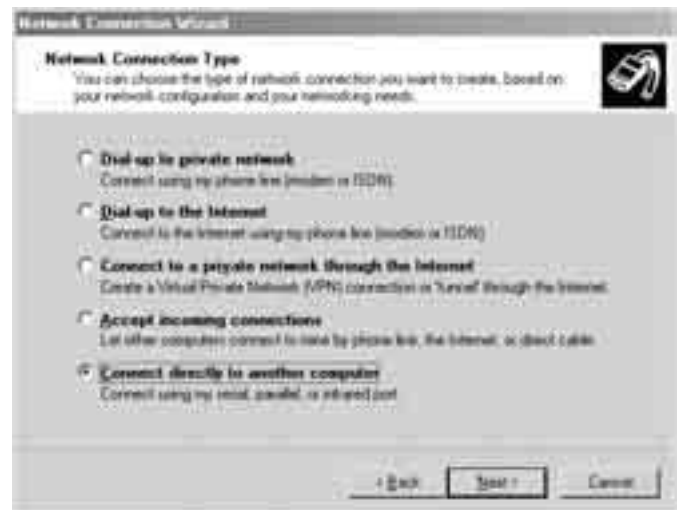 Network Connection Wizard
Network Connection Type
You can choose the type of network connection you want to create, based on
your network configuration and your networking needs.
Dial-up to private network
Connect using my phone line (modem or ISDN).
Dial-up to the Internet
Connect to the Internet using my phone line (modem or ISDN).
Connect to a private network through the Internet
Create a Virtual Private Network (VPN) connection or 'tunnel' through the Internet.
Accept incoming connections
Let other computers connect to mine by phone line, the Internet, or direct cable.
Connect directly to another computer
Connect using my serial, parallel, or infrared port.
< Back
Next >
Cancel